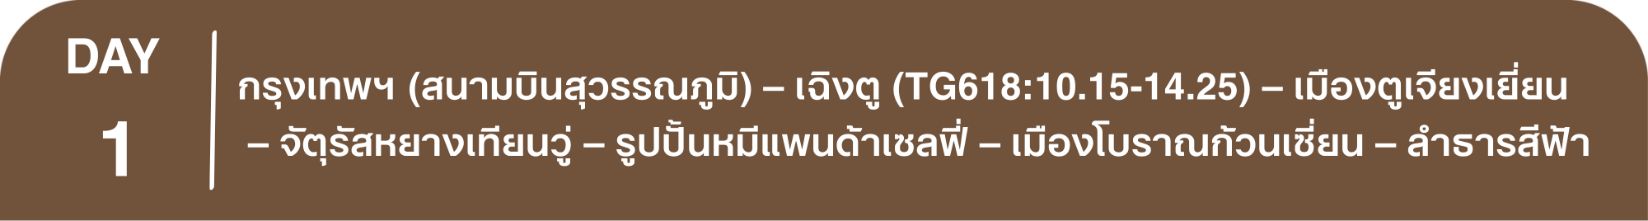 DAY
1
กรุงเทพฯ (สนามบินสุวรรณภูมิ) – เฉิงตู (TG618:10.15-14.25) – เมืองตูเจียงเยี่ยน
– จัตุรัสหยางเทียนวู่ – รูปปั้นหมีแพนด้าเซลฟี่ – เมืองโบราณก้วนเซี่ยน – ลำธารสีฟ้า